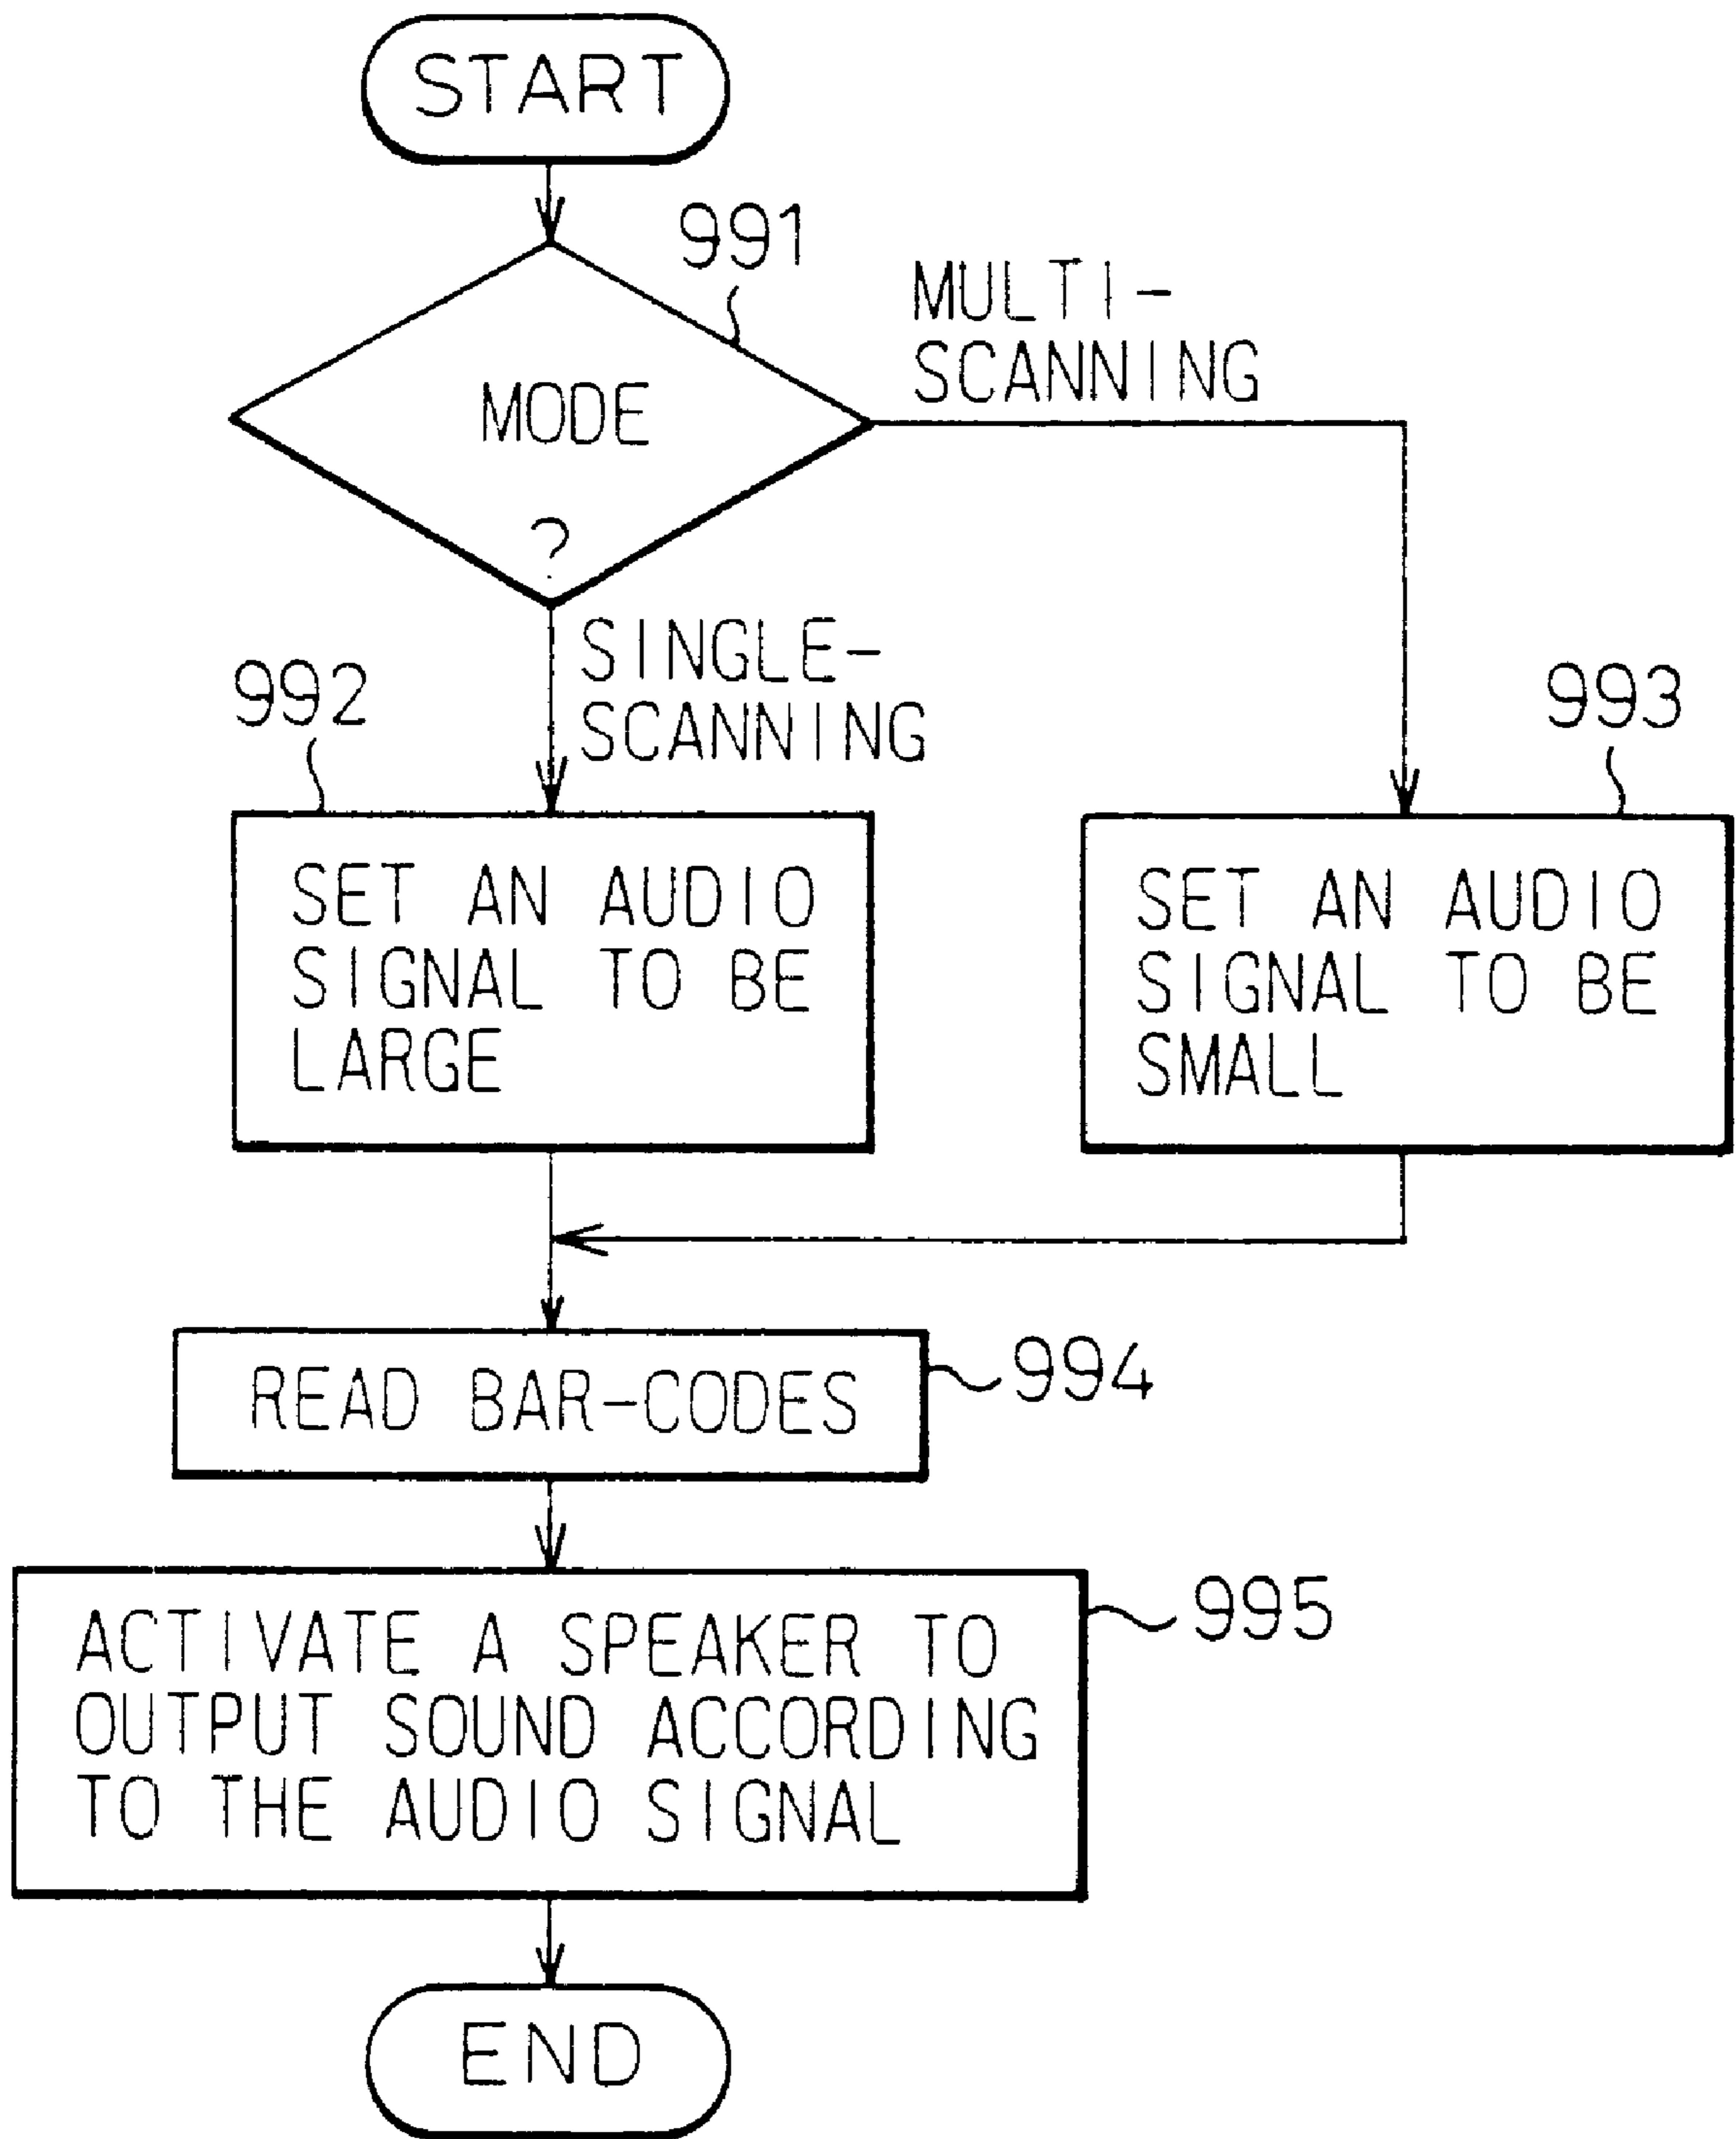 START
991
MULTI-
SCANNING
MODE
?
SINGLE-
SCANNING
992
993
SET AN AUDIO
SIGNAL TO BE
LARGE
SET AN AUDIO
SIGNAL TO BE
SMALL
READ BAR-CODES
994
ACTIVATE A SPEAKER TO
OUTPUT SOUND ACCORDING
TO THE AUDIO SIGNAL
995
END